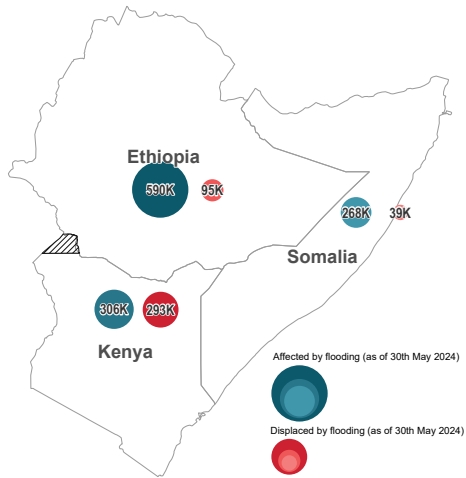 Ethiopia
590K
95K
268K
39K
Somalia
306K
293K
Kenya
Affected by flooding (as of 30th May 2024)
Displaced by flooding (as of 30th May 2024)